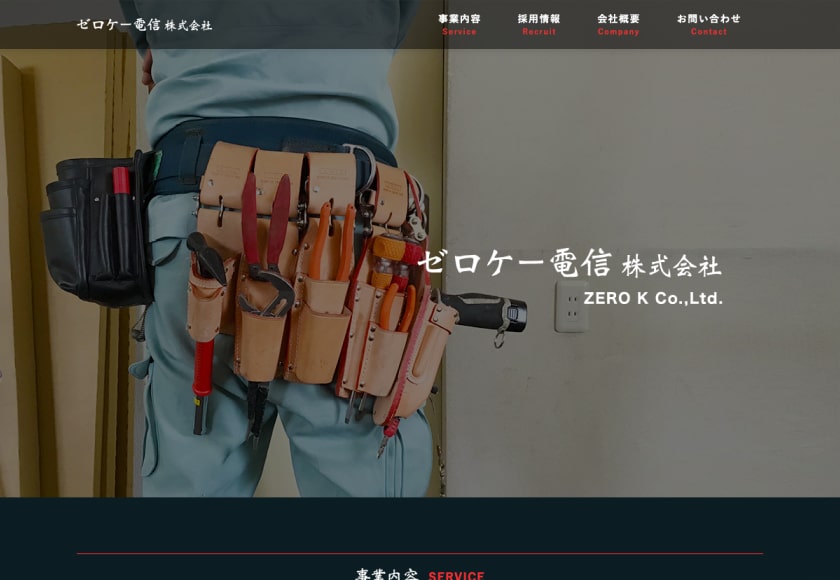 ゼロケー電信 株式会社
事業内容
Service
採用情報
Recruit
会社概要
Company
お問い合わせ
Contact
ゼロケー電信 株式会社
ZERO K Co.,Ltd.
事業内容 SERVICE